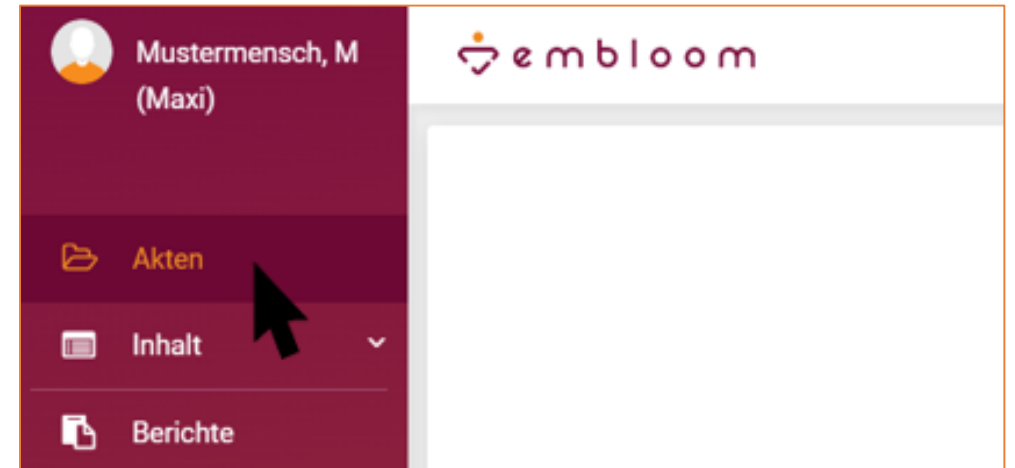 Mustermensch, M
(Maxi)
embloom
Akten
Inhalt
Berichte